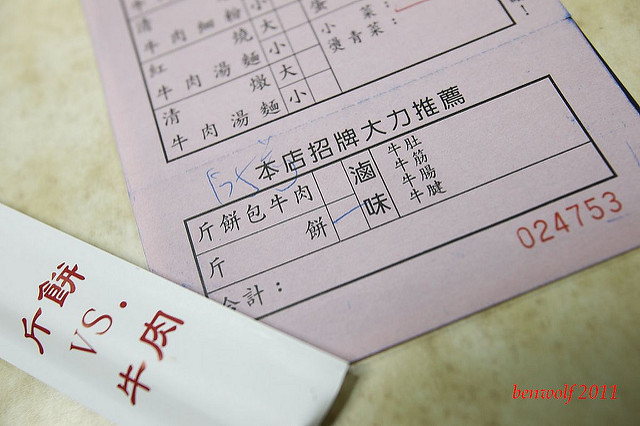 牛肉細粉 小
紅燒牛肉湯麵 大 小
清燉牛肉湯麵 大 小
小菜：
燙青菜：
本店招牌大力推薦
斤餅包牛肉
斤餅
滷味
牛肚
牛筋
牛腸
牛腱
合計：
024753
斤餅
VS.
牛肉
benwolf 2011